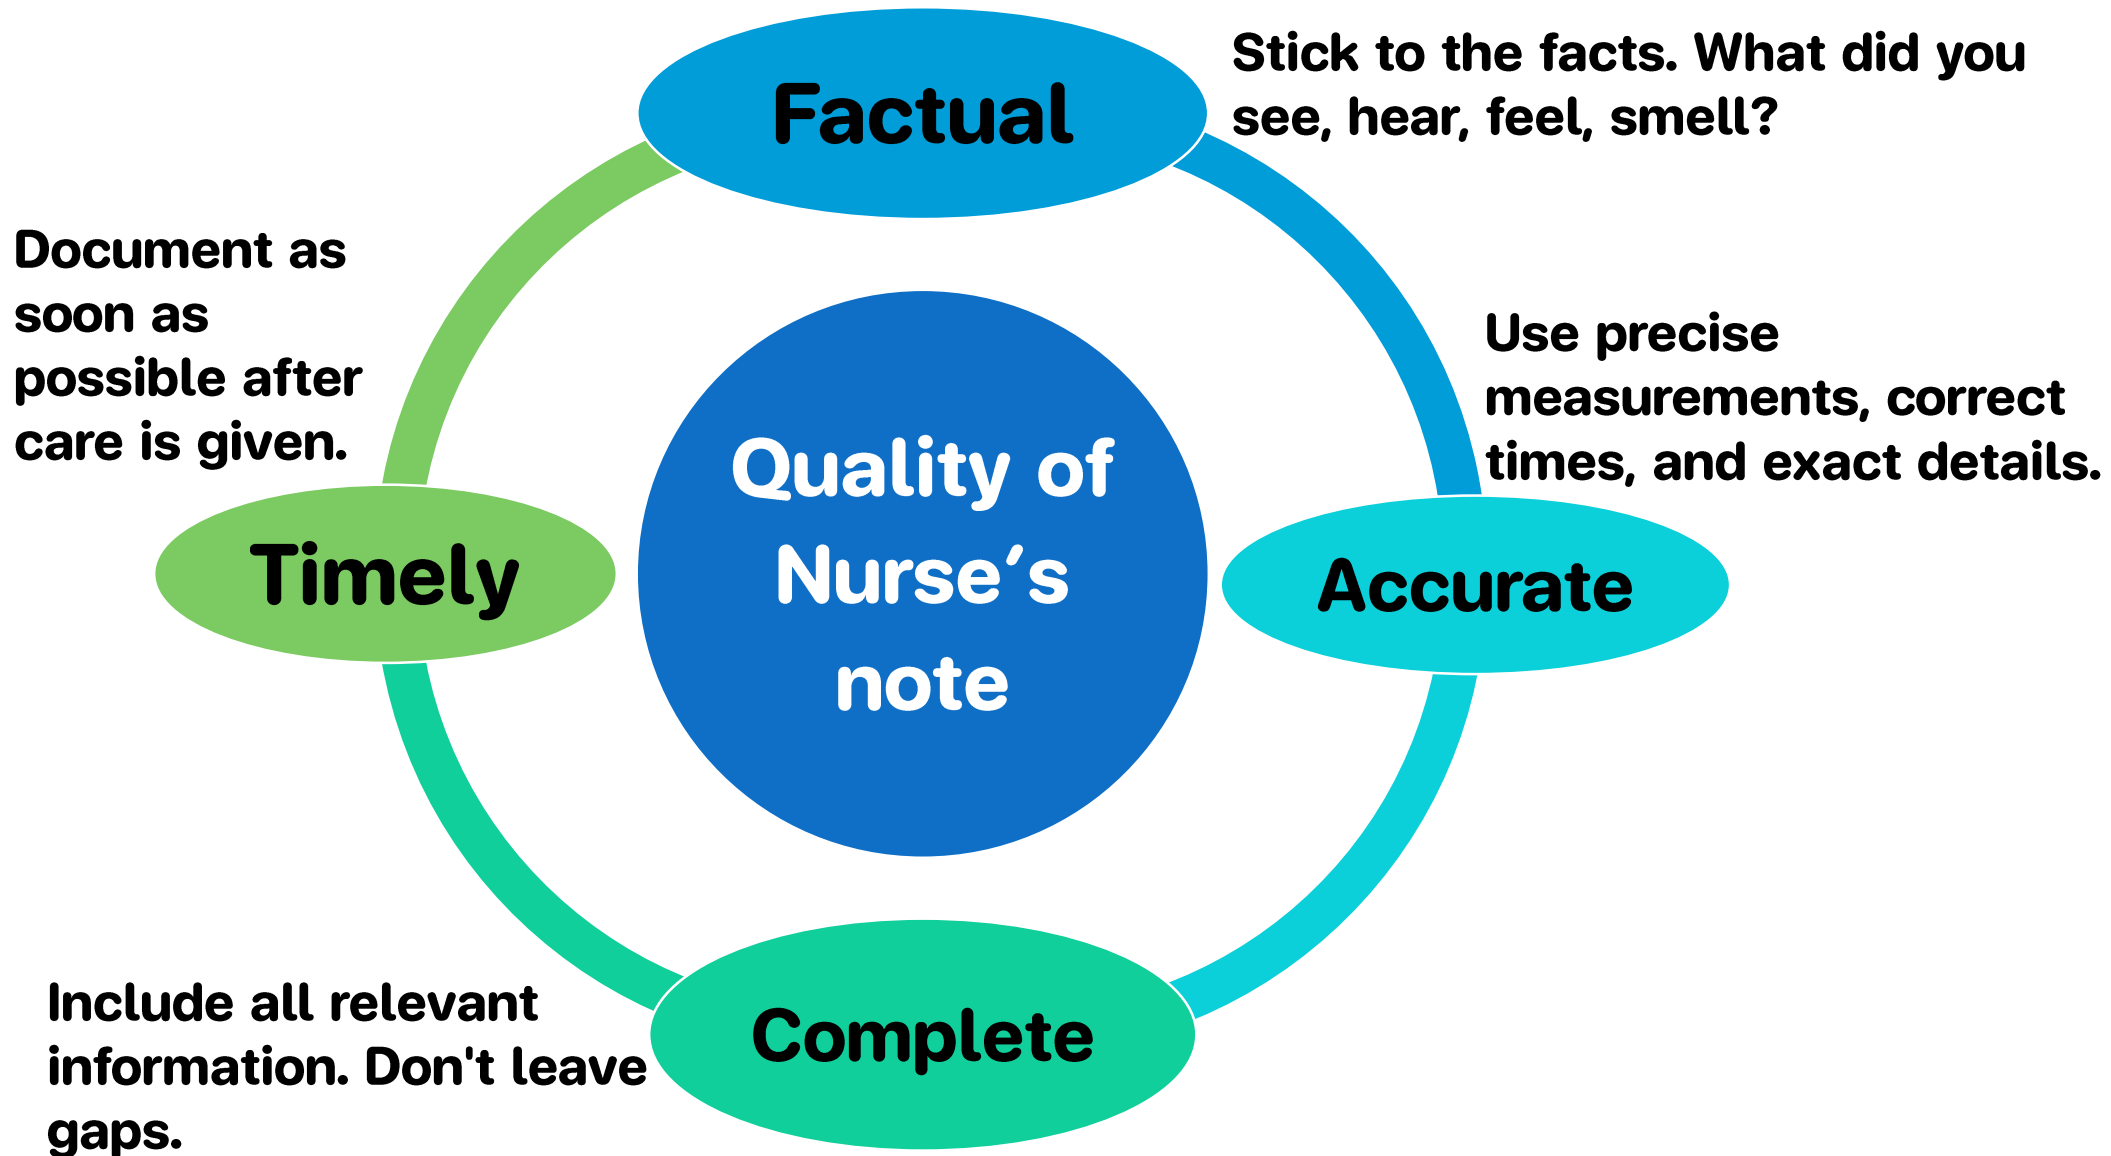 Factual
Stick to the facts. What did you
see, hear, feel, smell?
Document as
soon as
possible after
care is given.
Use precise
measurements, correct
times, and exact details.
Quality of
Nurse′s
note
Timely
Accurate
Include all relevant
information. Don't leave
gaps.
Complete